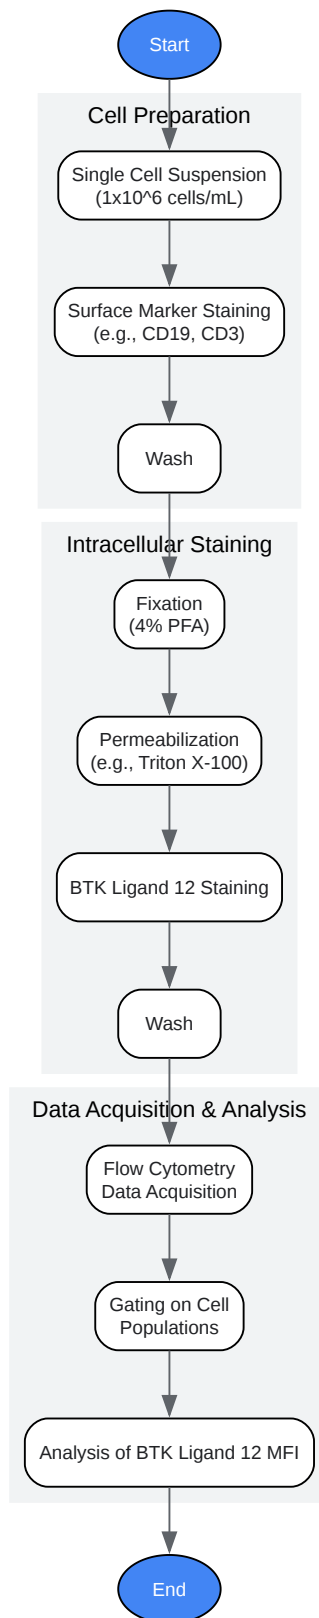 Start
Cell Preparation
Single Cell Suspension
(1x10^6 cells/mL)
Surface Marker Staining
(e.g., CD19, CD3)
Wash
Intracellular Staining
Fixation
(4% PFA)
Permeabilization
(e.g., Triton X-100)
BTK Ligand 12 Staining
Wash
Data Acquisition & Analysis
Flow Cytometry
Data Acquisition
Gating on Cell
Populations
Analysis of BTK Ligand 12 MFI
End